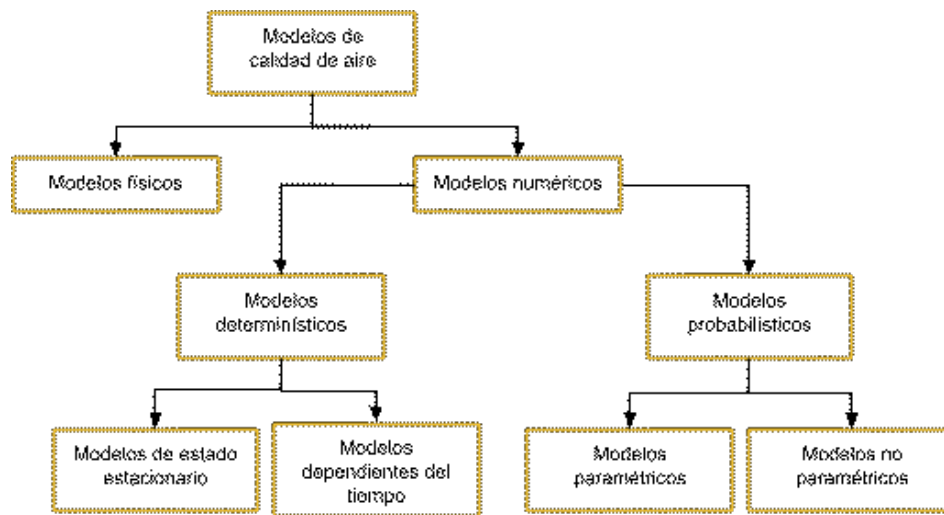 Modelos de
calidad de aire
Modelos físicos
Modelos numéricos
Modelos
determinísticos
Modelos
probabilísticos
Modelos de estado
estacionario
Modelos
dependientes del
tiempo
Modelos
paramétricos
Modelos no
paramétricos